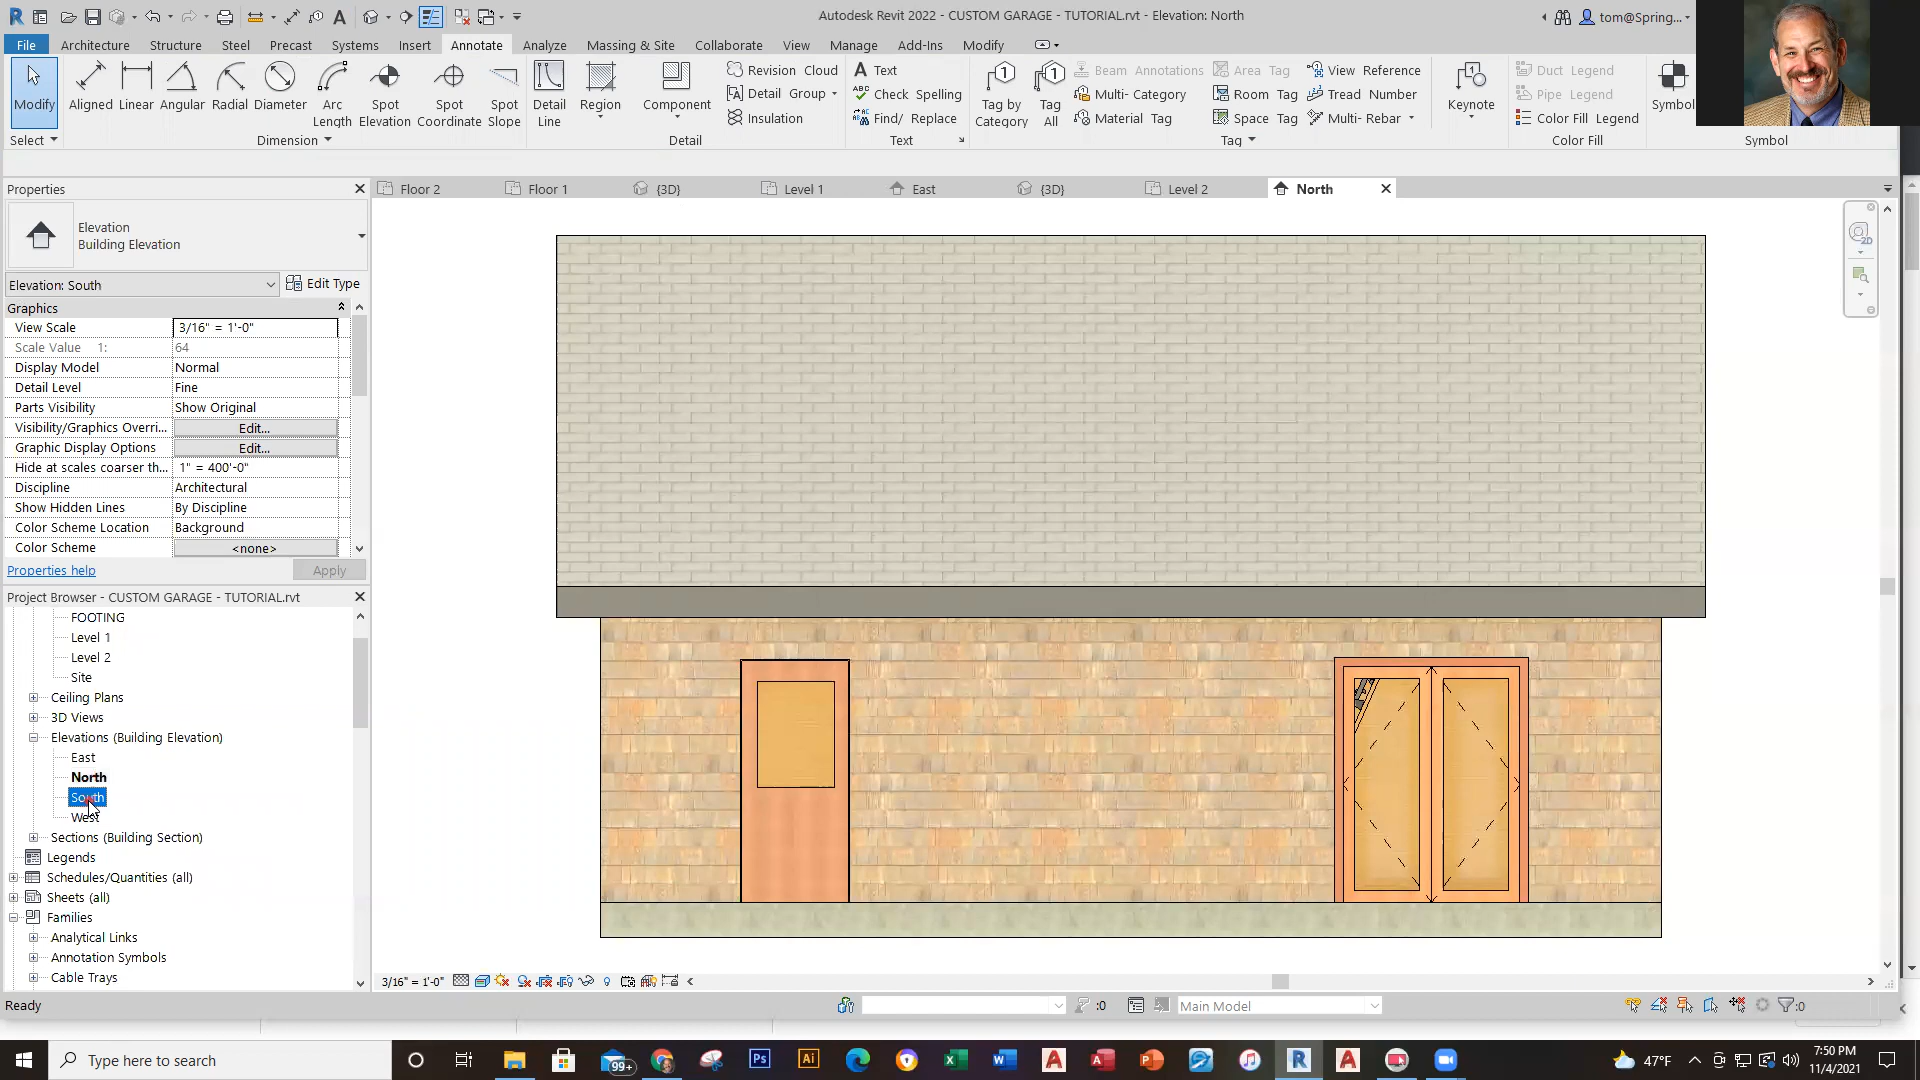 Autodesk Revit 2022 - CUSTOM GARAGE - TUTORIAL.rvt - Elevation: North
tom@Spring...
File Architecture Structure Steel Precast Systems Insert Annotate Analyze Massing & Site Collaborate View Manage Add-Ins Modify
Modify
Aligned
Linear
Angular
Radial
Diameter
Arc Length
Spot Elevation
Spot Coordinate
Spot Slope
Detail Line
Region
Component
Revision Cloud
Detail Group
Insulation
Text
Check Spelling
Find/ Replace
Tag by Category
Tag All
Beam Annotations
Multi- Category
Material Tag
Area Tag
Room Tag
Space Tag
View Reference
Tread Number
Multi- Rebar
Keynote
Duct Legend
Pipe Legend
Color Fill Legend
Symbol
Select Dimension Detail Text Tag Color Fill Symbol
Properties
Floor 2 Floor 1 {3D} Level 1 East {3D} Level 2 North
Elevation
Building Elevation
Elevation: South Edit Type
Graphics
View Scale 3/16" = 1'-0"
Scale Value 1: 64
Display Model Normal
Detail Level Fine
Parts Visibility Show Original
Visibility/Graphics Overri... Edit...
Graphic Display Options Edit...
Hide at scales coarser th... 1" = 400'-0"
Discipline Architectural
Show Hidden Lines By Discipline
Color Scheme Location Background
Color Scheme <none>
Properties help Apply
Project Browser - CUSTOM GARAGE - TUTORIAL.rvt
FOOTING
Level 1
Level 2
Site
Ceiling Plans
3D Views
Elevations (Building Elevation)
East
North
South
West
Sections (Building Section)
Legends
Schedules/Quantities (all)
Sheets (all)
Families
Analytical Links
Annotation Symbols
Cable Trays
3/16" = 1'-0"
Ready
:0
Main Model
:0
Type here to search
99+
47°F
7:50 PM
11/4/2021